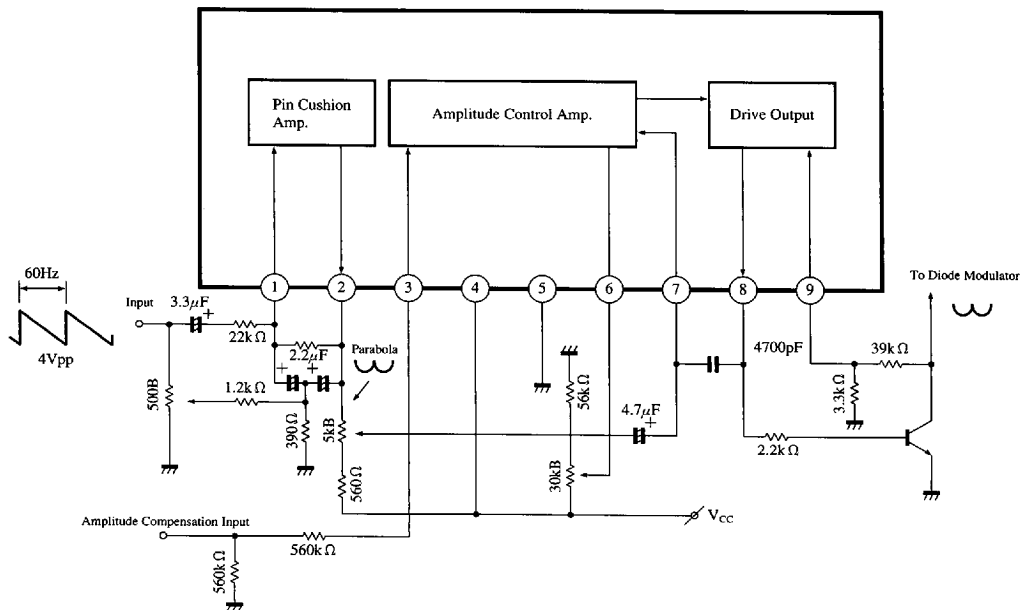 Pin Cushion
Amp.
Amplitude Control Amp.
Drive Output
1
2
3
4
5
6
7
8
9
60Hz
4Vpp
Input
3.3μF
+
22kΩ
2.2μF
+
+
1.2kΩ
500B
390Ω
Parabola
5kB
560Ω
4.7μF
+
56kΩ
30kB
4700pF
2.2kΩ
3.3kΩ
39kΩ
To Diode Modulator
VCC
Amplitude Compensation Input
560kΩ
560kΩ